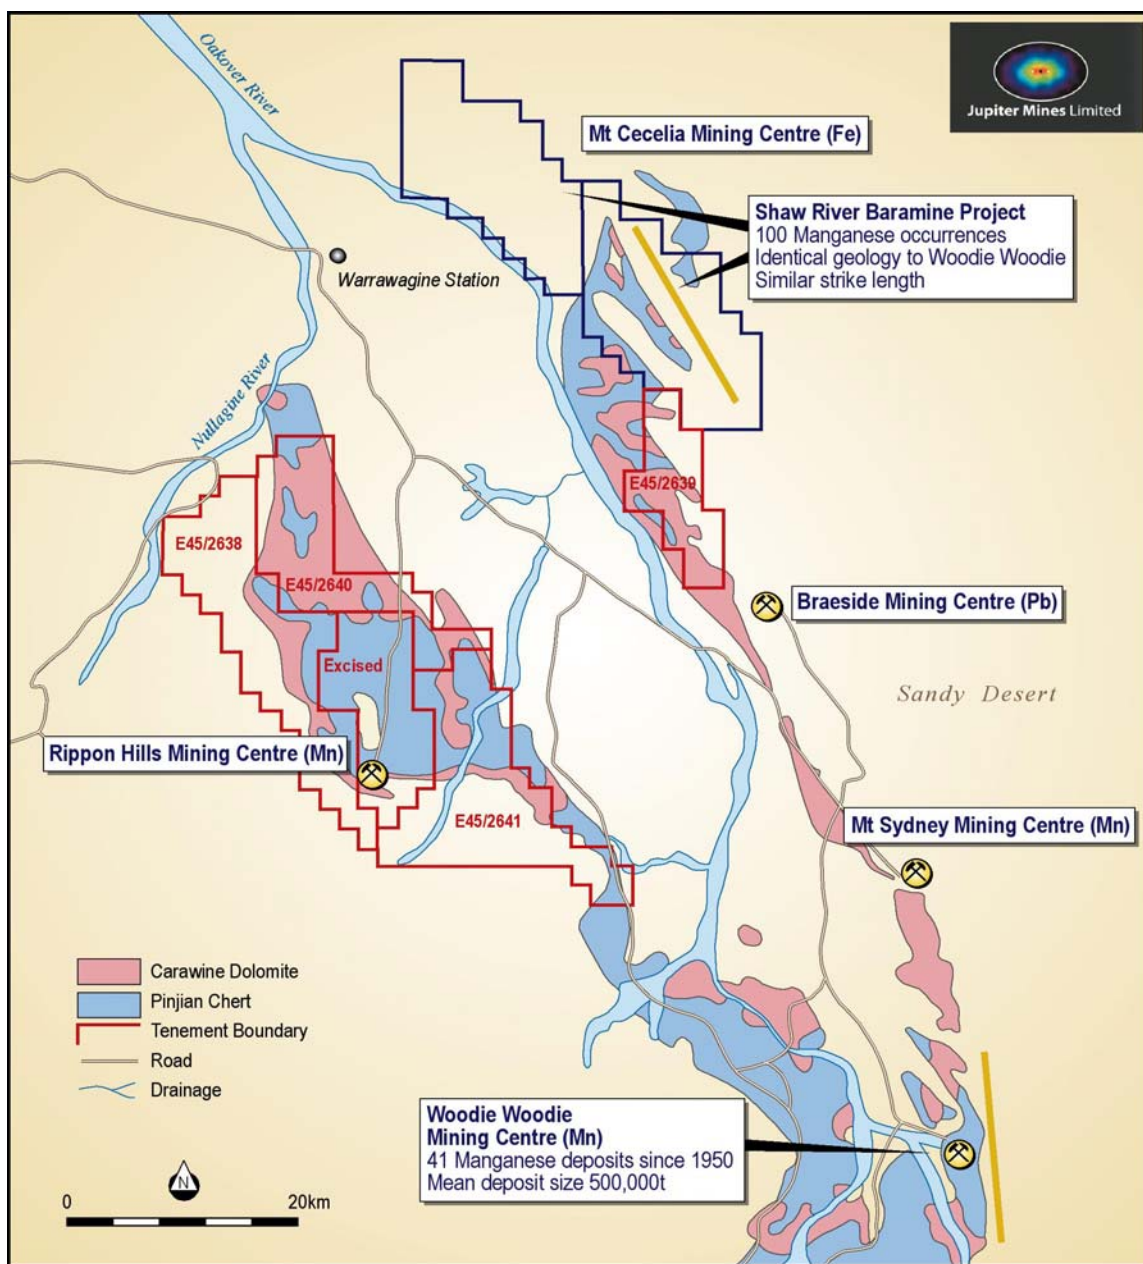 Oakover River
Jupiter Mines Limited
Mt Cecelia Mining Centre (Fe)
Shaw River Baramine Project
100 Manganese occurrences
Identical geology to Woodie Woodie
Similar strike length
Warrawagine Station
Nullagine River
E45/2639
E45/2638
E45/2640
Braeside Mining Centre (Pb)
Excised
Sandy Desert
Rippon Hills Mining Centre (Mn)
E45/2641
Mt Sydney Mining Centre (Mn)
Carawine Dolomite
Pinjian Chert
Tenement Boundary
Road
Drainage
Woodie Woodie
Mining Centre (Mn)
41 Manganese deposits since 1950
Mean deposit size 500,000t
N
0 20km